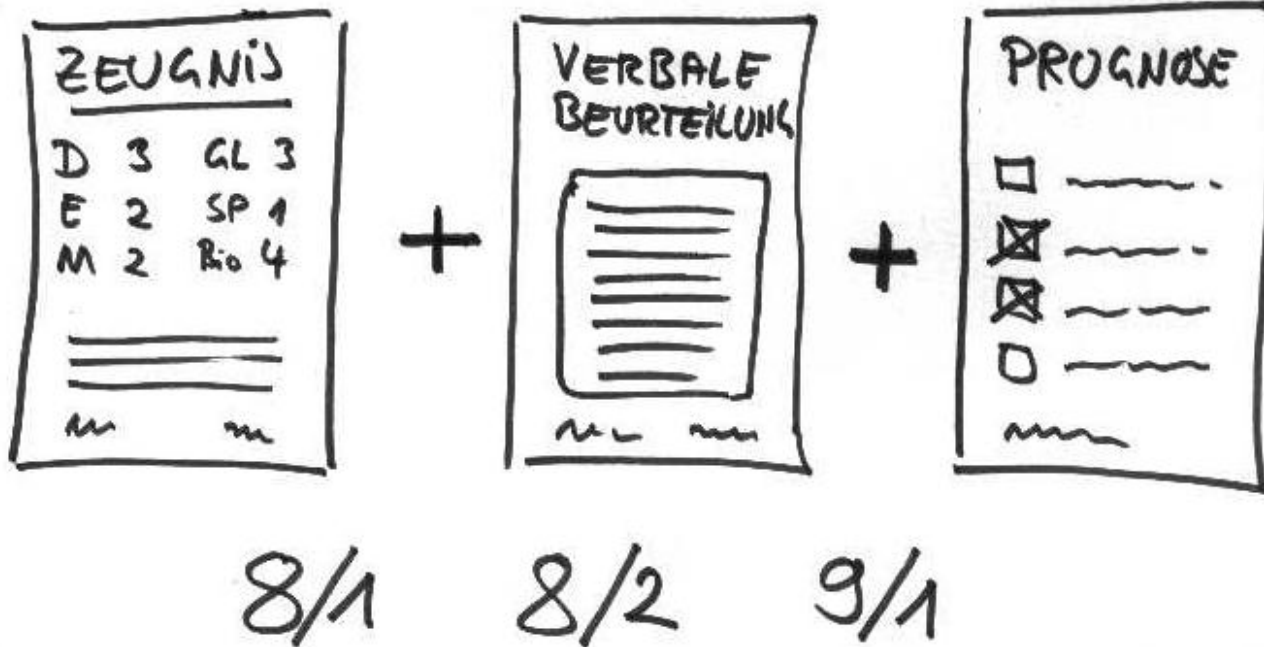 ZEUGNIS
D 3 GL 3
E 2 SP 1
M 2 Bio 4
+
VERBALE
BEURTEILUNG
+
PROGNOSE
8/1 8/2 9/1